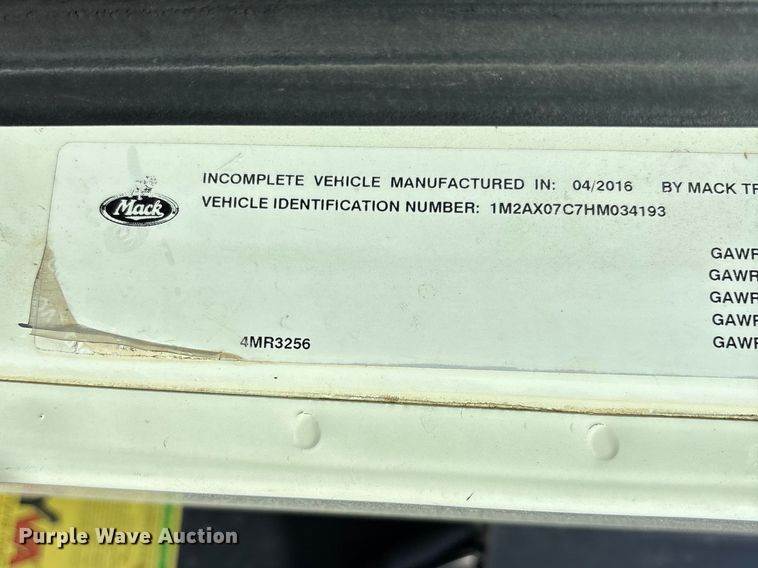 INCOMPLETE VEHICLE MANUFACTURED IN: 04/2016 BY MACK TR
Mack
VEHICLE IDENTIFICATION NUMBER: 1M2AX07C7HM034193
GAWR
GAWR
GAWR
GAWR
4MR3256 GAWR
Purple Wave Auction